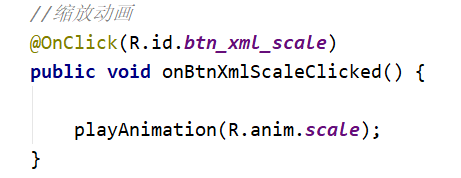 //缩放动画
@OnClick(R.id.btn_xml_scale)
public void onBtnXmlScaleClicked() {
playAnimation(R.anim.scale);
}